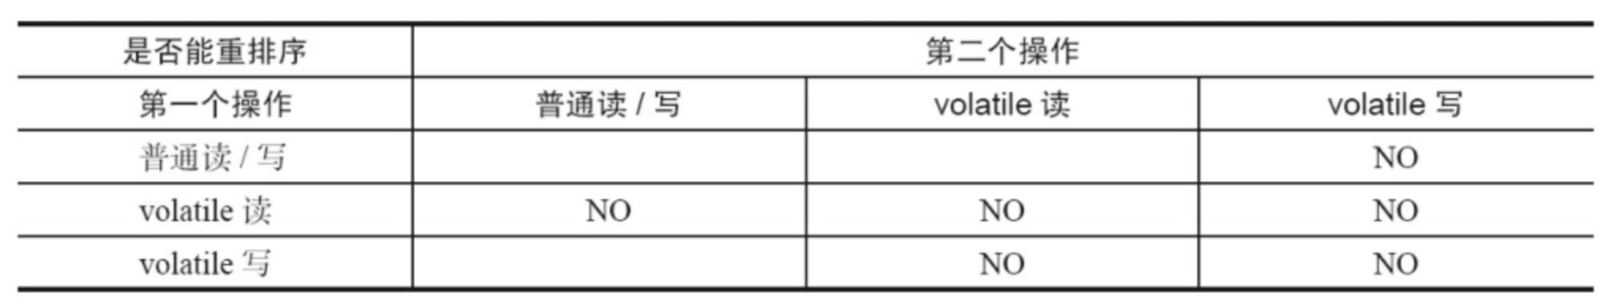 是否能重排序 第二个操作
第一个操作 普通读 / 写 volatile 读 volatile 写
普通读 / 写 NO
volatile 读 NO NO NO
volatile 写 NO NO